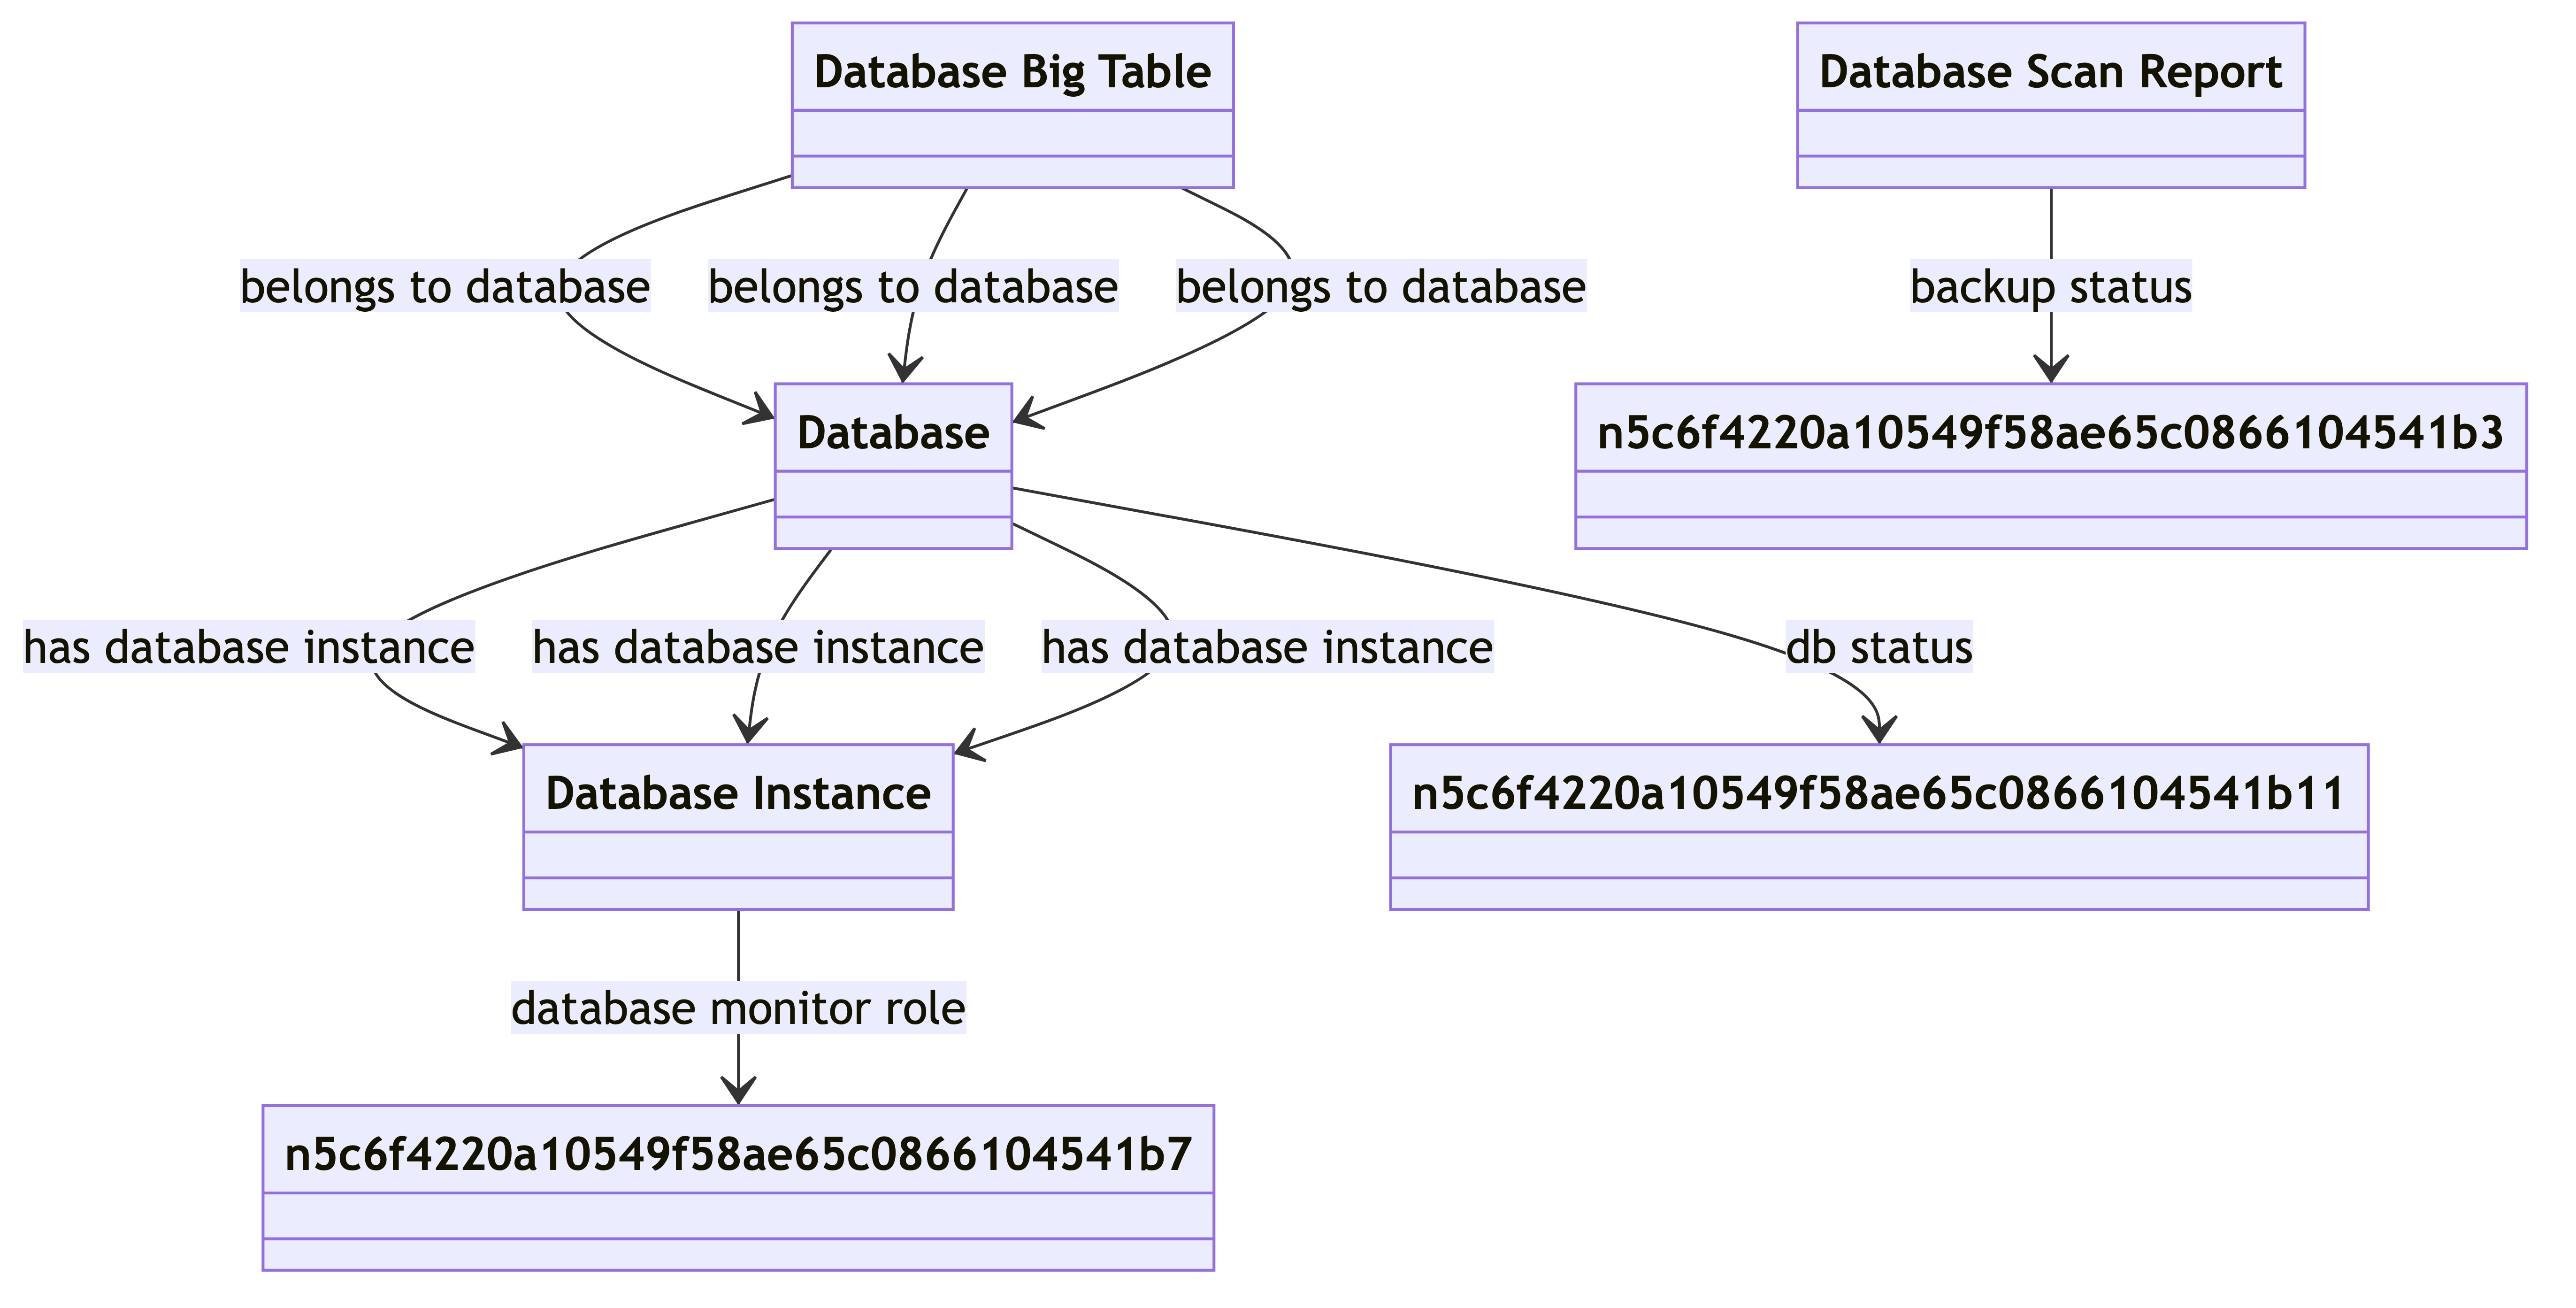 Database Big Table
Database Scan Report
belongs to database
belongs to database
belongs to database
backup status
Database
n5c6f4220a10549f58ae65c0866104541b3
has database instance
has database instance
has database instance
db status
Database Instance
n5c6f4220a10549f58ae65c0866104541b11
database monitor role
n5c6f4220a10549f58ae65c0866104541b7